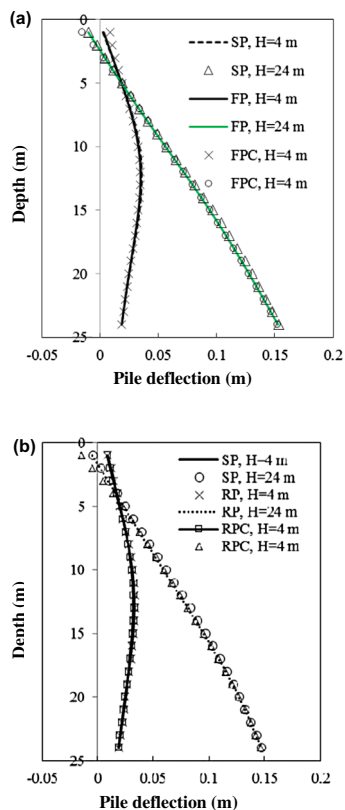 (a)
0
5
10
15
20
25
Depth (m)
SP, H=4 m
SP, H=24 m
FP, H=4 m
FP, H=24 m
FPC, H=4 m
FPC, H=4 m
-0.05
0
0.05
0.1
0.15
0.2
Pile deflection (m)
(b)
0
5
10
15
20
25
Depth (m)
SP, H=4 m
SP, H=24 m
RP, H=4 m
RP, H=24 m
RPC, H=4 m
RPC, H=4 m
-0.05
0
0.05
0.1
0.15
0.2
Pile deflection (m)